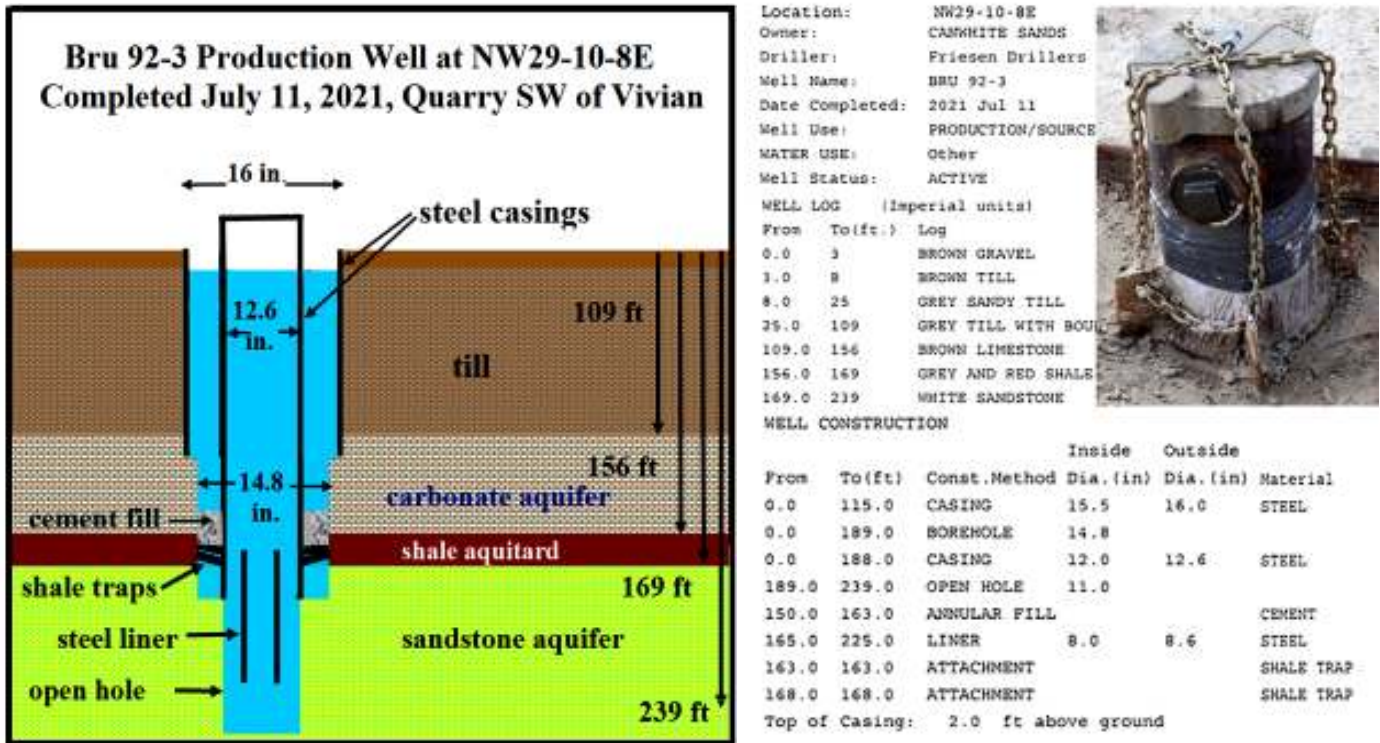 Bru 92-3 Production Well at NW29-10-8E
Completed July 11, 2021, Quarry SW of Vivian
16 in.
steel casings
12.6
in.
109 ft
till
156 ft
14.8
in.
carbonate aquifer
cement fill
shale aquitard
shale traps
169 ft
steel liner
sandstone aquifer
open hole
239 ft
Location: NW29-10-8E
Owner: CANWHITE SANDS
Driller: Friesen Drillers
Well Name: BRU 92-3
Date Completed: 2021 Jul 11
Well Use: PRODUCTION/SOURCE
WATER USE: Other
Well Status: ACTIVE
WELL LOG (Imperial units)
From To(ft.) Log
0.0 3 BROWN GRAVEL
3.0 8 BROWN TILL
8.0 25 GREY SANDY TILL
25.0 109 GREY TILL WITH BOU
109.0 156 BROWN LIMESTONE
156.0 169 GREY AND RED SHALE
169.0 239 WHITE SANDSTONE
WELL CONSTRUCTION
Inside Outside
From To(ft) Const.Method Dia.(in) Dia.(in) Material
0.0 115.0 CASING 15.5 16.0 STEEL
0.0 189.0 BOREHOLE 14.8
0.0 188.0 CASING 12.0 12.6 STEEL
189.0 239.0 OPEN HOLE 11.0
150.0 163.0 ANNULAR FILL CEMENT
165.0 225.0 LINER 8.0 8.6 STEEL
163.0 163.0 ATTACHMENT SHALE TRAP
168.0 168.0 ATTACHMENT SHALE TRAP
Top of Casing: 2.0 ft above ground